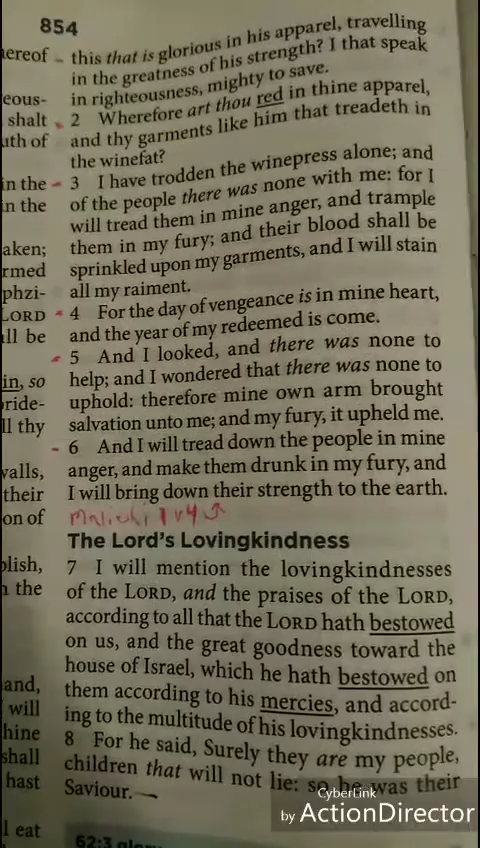 854
this that is glorious in his apparel, travelling
in the greatness of his strength? I that speak
in righteousness, mighty to save.
2 Wherefore art thou red in thine apparel,
and thy garments like him that treadeth in
the winefat?
3 I have trodden the winepress alone; and
of the people there was none with me: for I
will tread them in mine anger, and trample
them in my fury; and their blood shall be
sprinkled upon my garments, and I will stain
all my raiment.
4 For the day of vengeance is in mine heart,
and the year of my redeemed is come.
5 And I looked, and there was none to
help; and I wondered that there was none to
uphold: therefore mine own arm brought
salvation unto me; and my fury, it upheld me.
6 And I will tread down the people in mine
anger, and make them drunk in my fury, and
I will bring down their strength to the earth.
The Lord's Lovingkindness
7 I will mention the lovingkindnesses
of the LORD, and the praises of the LORD,
according to all that the LORD hath bestowed
on us, and the great goodness toward the
house of Israel, which he hath bestowed on
them according to his mercies, and accord-
ing to the multitude of his lovingkindnesses.
8 For he said, Surely they are my people,
children that will not lie: so he was their
Saviour.
ereof
eous-
shalt
uth of
in the
in the
aken;
rmed
phzi-
LORD
ll be
in, so
ride-
ll thy
valls,
their
on of
olish,
the
and,
will
hine
shall
hast
l eat
62:3
CyberLink
by ActionDirector